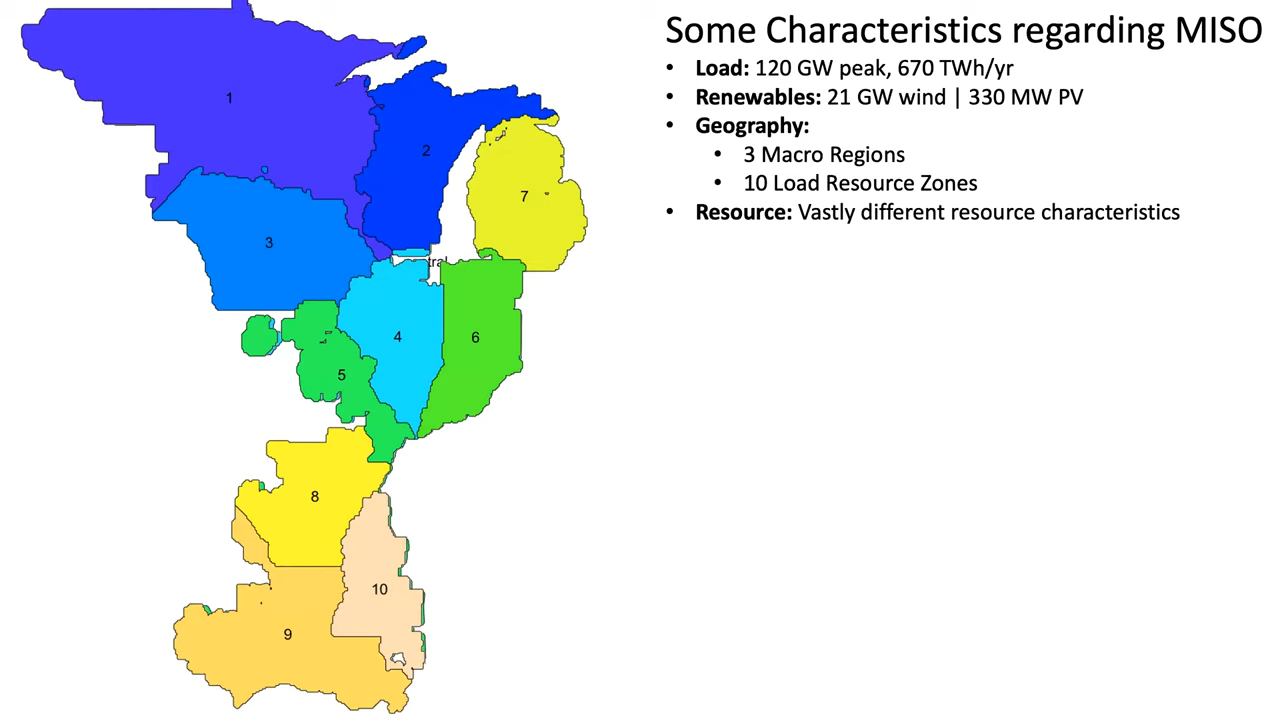 Some Characteristics regarding MISO
• Load: 120 GW peak, 670 TWh/yr
• Renewables: 21 GW wind | 330 MW PV
• Geography:
• 3 Macro Regions
• 10 Load Resource Zones
• Resource: Vastly different resource characteristics
1
2
7
3
tral
4
6
5
8
10
9